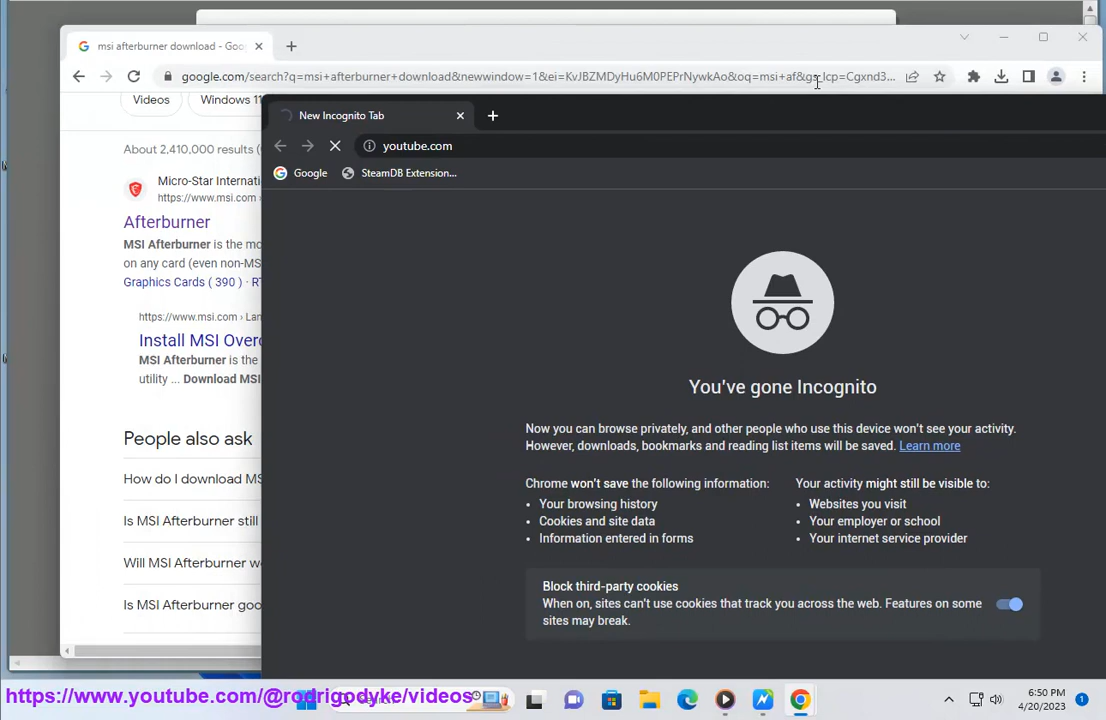 msi afterburner download - Goo
google.com/search?q=msi+afterburner+download&newwindow=1&ei=KvJBZMDyHu6M0PEPrNywkAo&oq=msi+af&gs_lcp=Cgxnd3...
Videos
Windows 11
About 2,410,000 results (
Micro-Star Internati
https://www.msi.com
Afterburner
MSI Afterburner is the mo
on any card (even non-MS
Graphics Cards ( 390 ) · R
https://www.msi.com › Lan
Install MSI Over
MSI Afterburner is the
utility ... Download MSI
People also ask
How do I download MS
Is MSI Afterburner still
Will MSI Afterburner w
Is MSI Afterburner goo
New Incognito Tab
youtube.com
Google
SteamDB Extension...
You've gone Incognito
Now you can browse privately, and other people who use this device won't see your activity.
However, downloads, bookmarks and reading list items will be saved. Learn more
Chrome won't save the following information:
• Your browsing history
• Cookies and site data
• Information entered in forms
Your activity might still be visible to:
• Websites you visit
• Your employer or school
• Your internet service provider
Block third-party cookies
When on, sites can't use cookies that track you across the web. Features on some
sites may break.
https://www.youtube.com/@rodrigodyke/videos
6:50 PM
4/20/2023
1